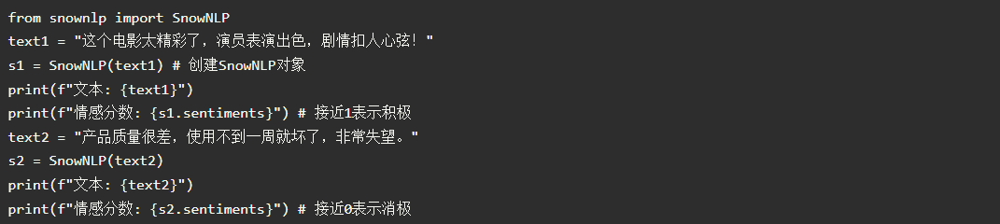 from snownlp import SnowNLP
text1 = "这个电影太精彩了，演员表演出色，剧情扣人心弦！"
s1 = SnowNLP(text1) # 创建SnowNLP对象
print(f"文本：{text1}")
print(f"情感分数：{s1.sentiments}") # 接近1表示积极
text2 = "产品质量很差，使用不到一周就坏了，非常失望。"
s2 = SnowNLP(text2)
print(f"文本：{text2}")
print(f"情感分数：{s2.sentiments}") # 接近0表示消极